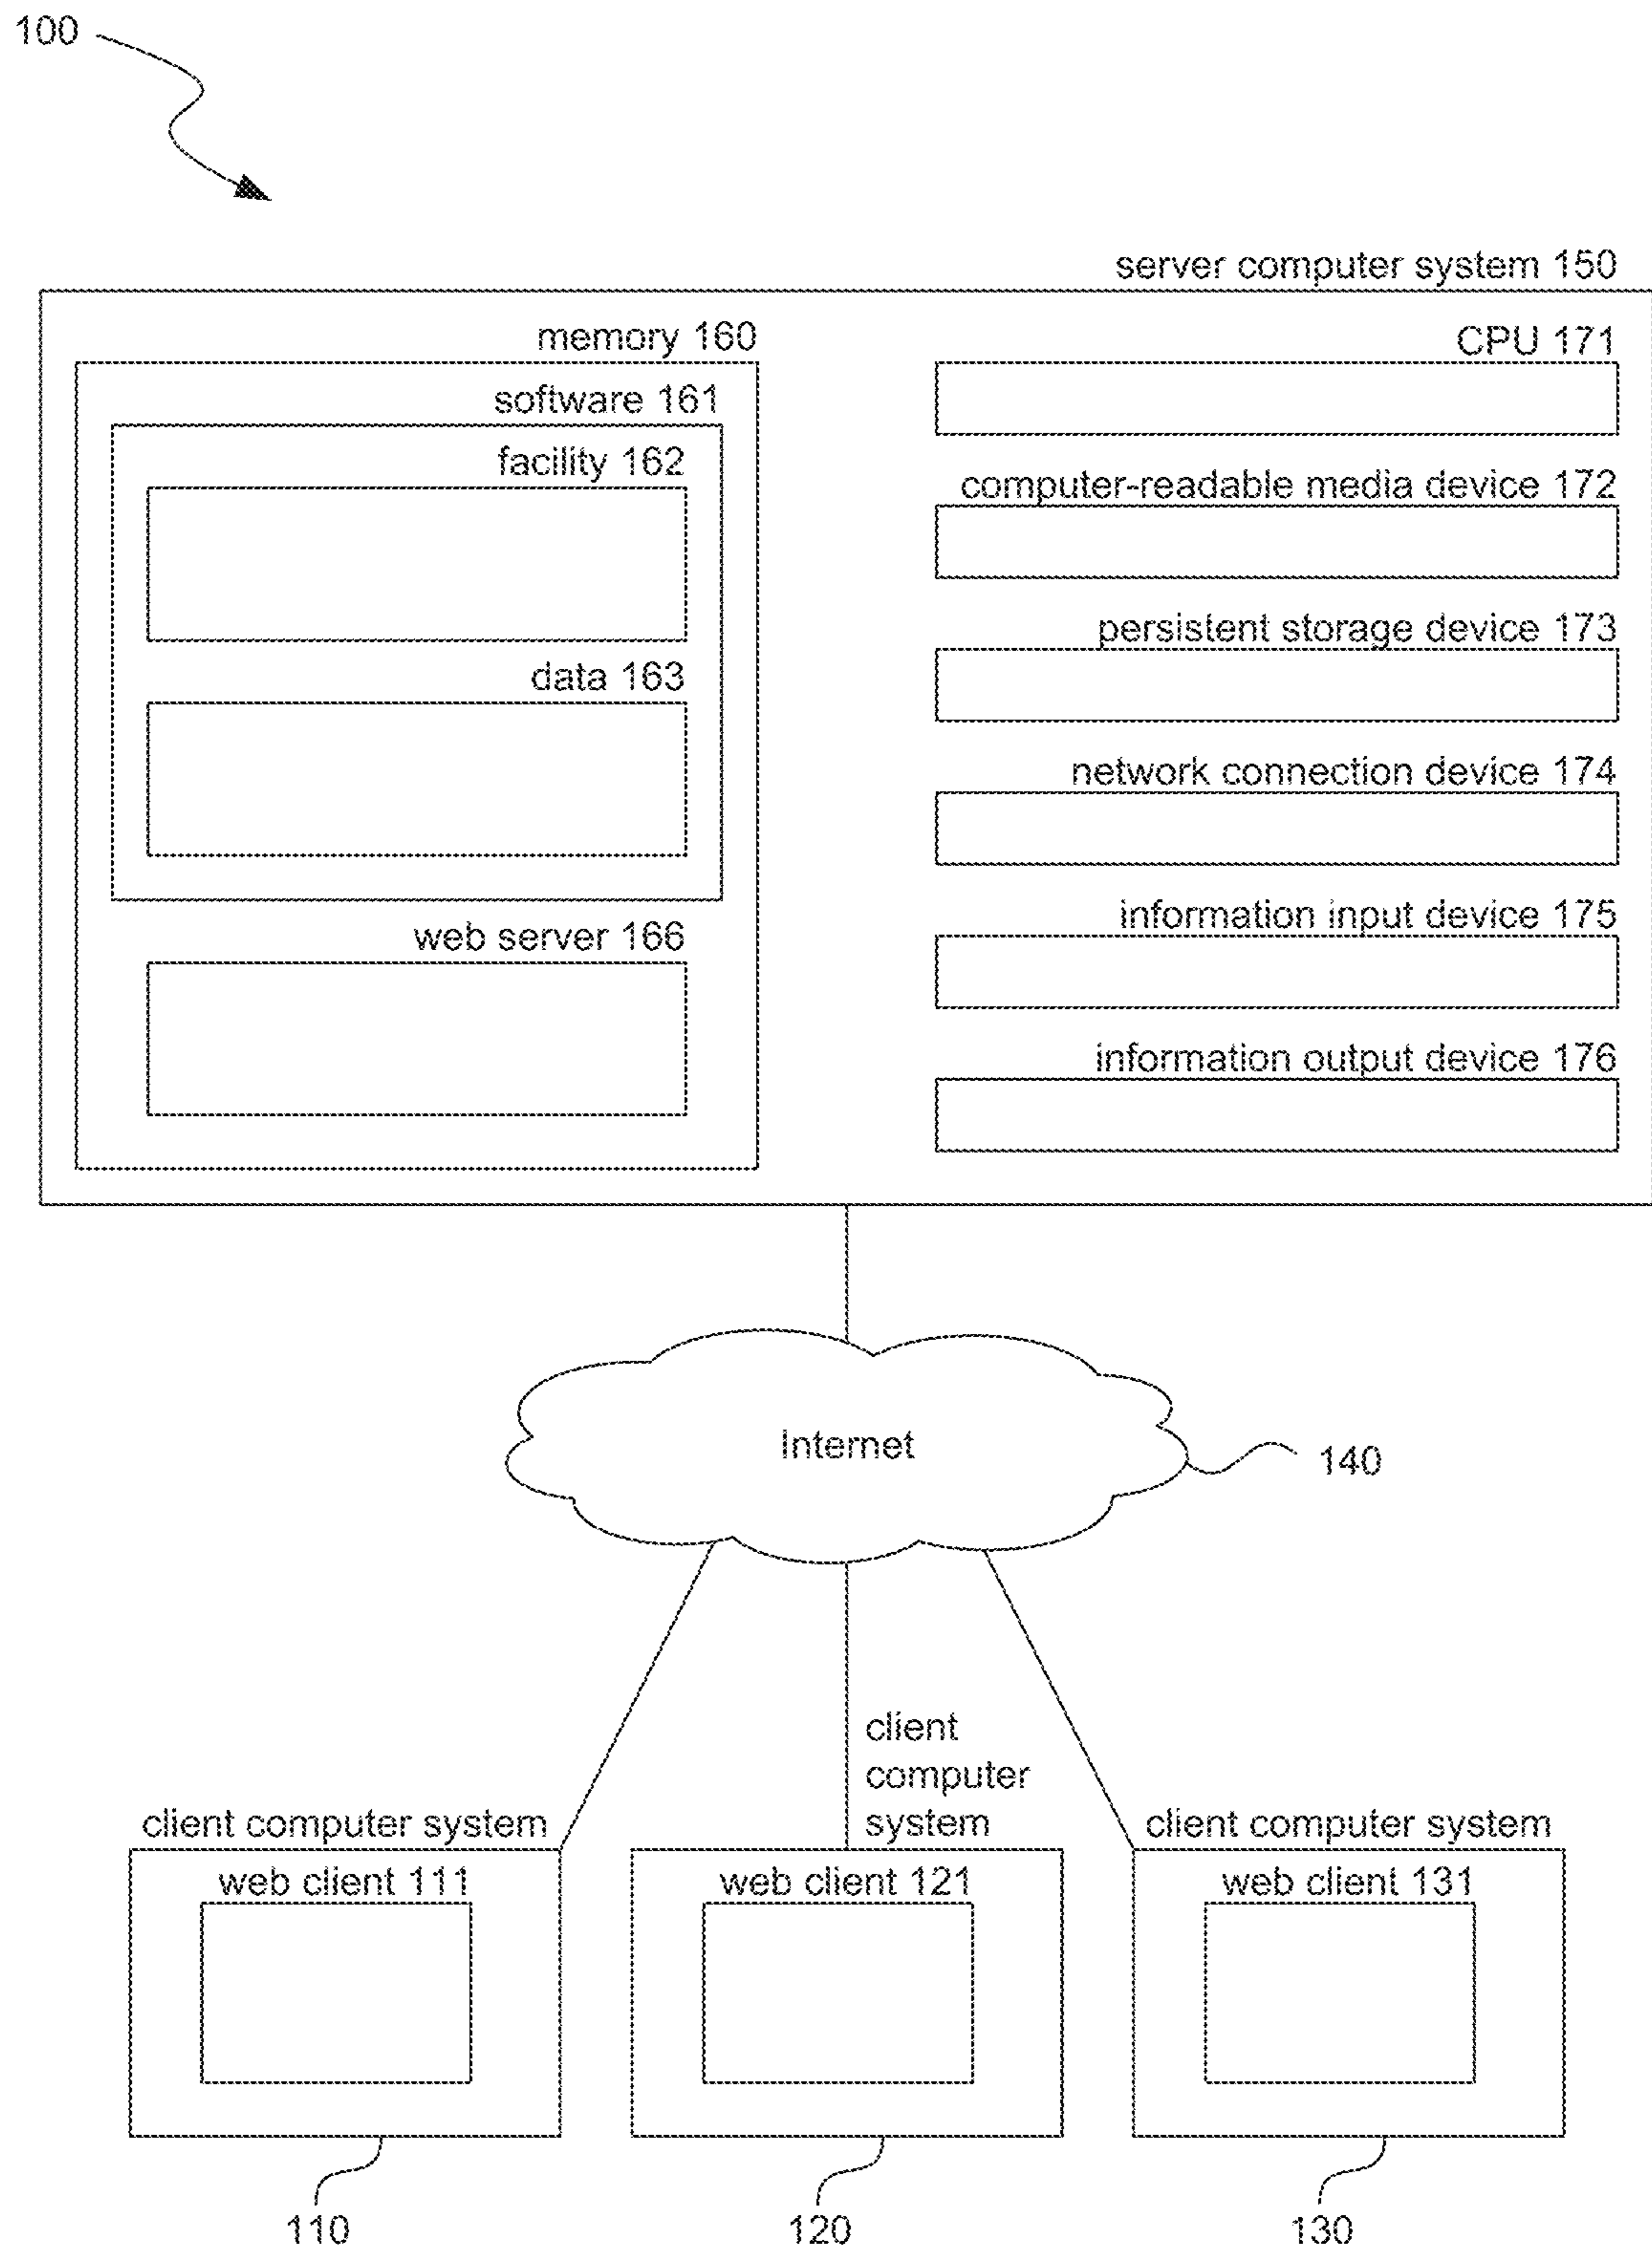 100
server computer system 150
memory 160
software 161
facility 162
data 163
web server 166
CPU 171
computer-readable media device 172
persistent storage device 173
network connection device 174
information input device 175
information output device 176
Internet
140
client computer system
web client 111
110
client
computer
system
web client 121
120
client computer system
web client 131
130